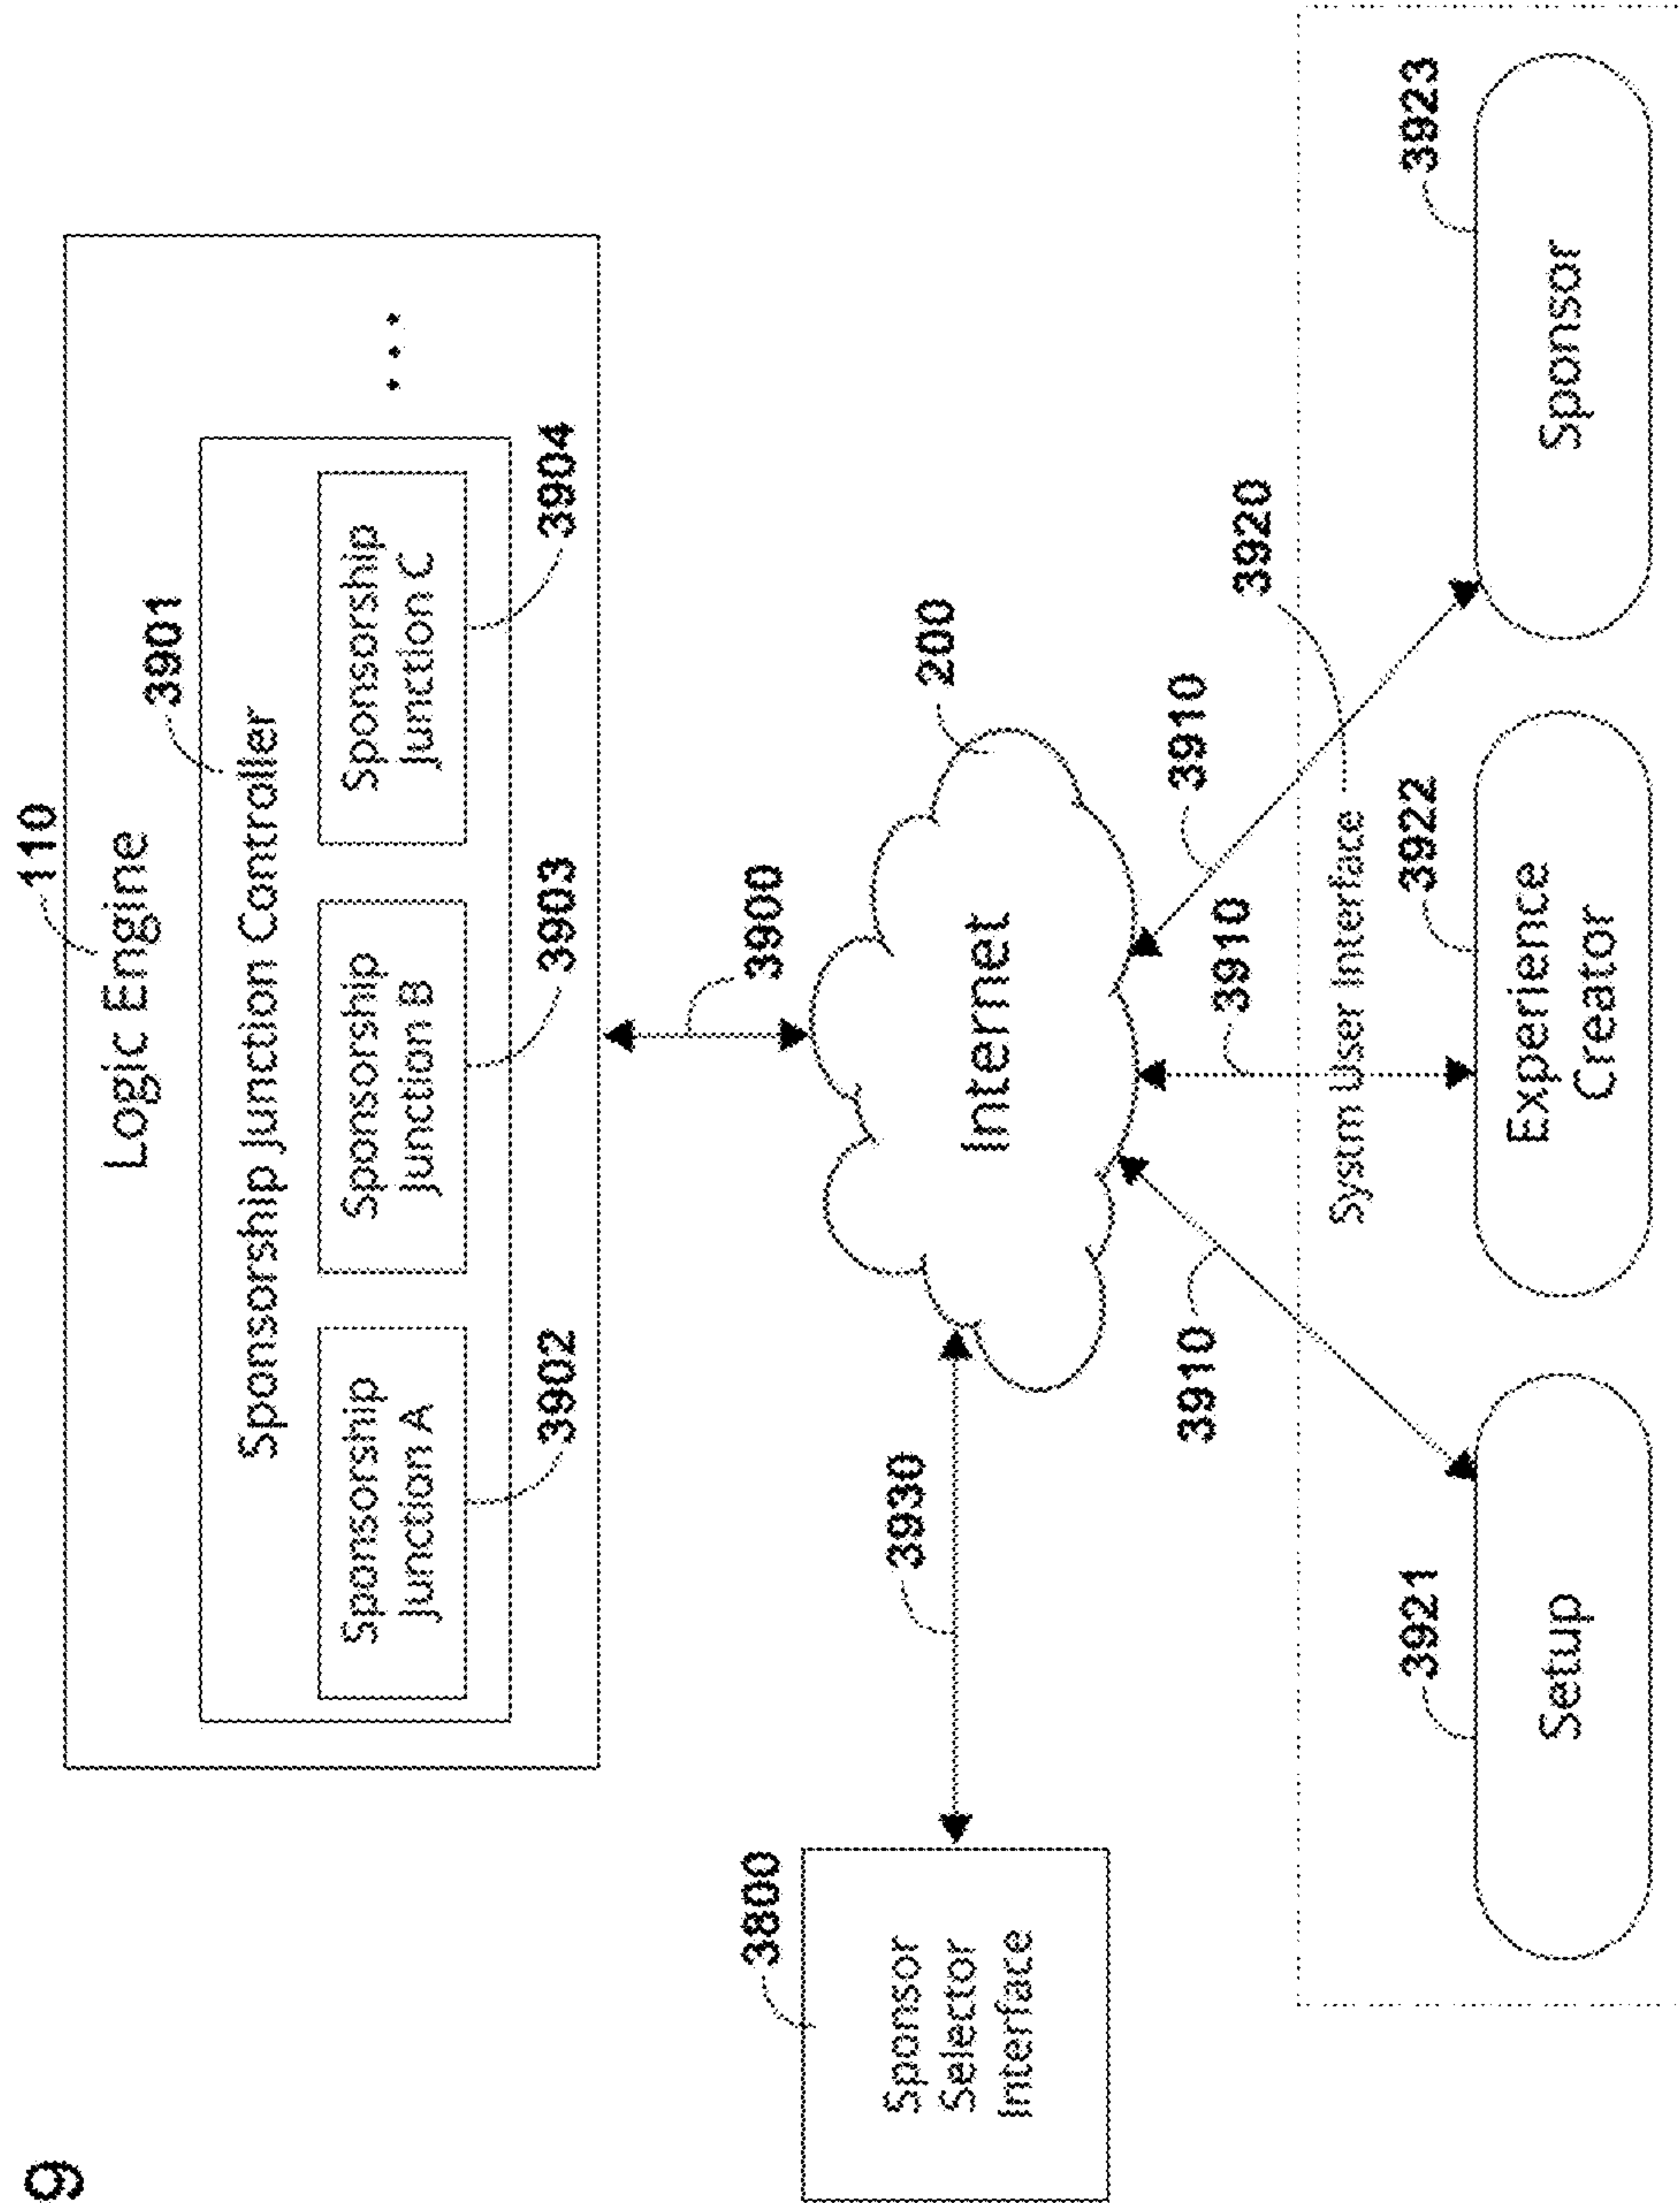 9
110
Logic Engine
3901
Sponsorship Junction Controller
Sponsorship
Junction A
Sponsorship
Junction B
Sponsorship
Junction C
...
3902
3903
3904
3900
3800
Sponsor
Selector
Interface
3930
200
Internet
3910
3910
3910
3920
System User Interface
3921
Setup
3922
Experience
Creator
3923
Sponsor